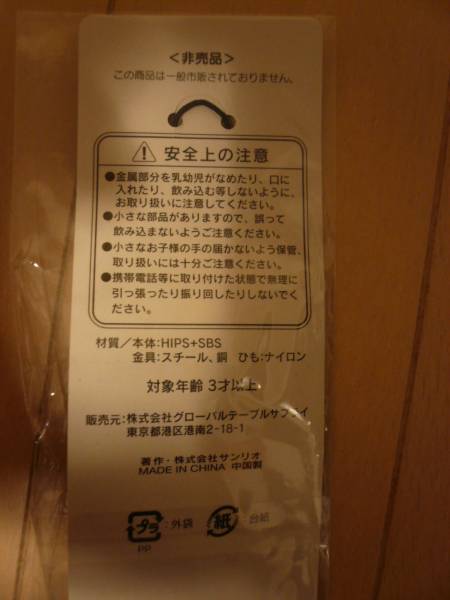 ＜非売品＞
この商品は一般市販されておりません。
安全上の注意
●金属部分を乳幼児がなめたり、口に
入れたり、飲み込む等しないように、
お取り扱いに注意してください。
●小さな部品がありますので、誤って
飲み込まないようご注意ください。
●小さなお子様の手の届かないよう保管、
取り扱いには十分ご注意ください。
●携帯電話等に取り付けた状態で無理に
引っ張ったり振り回したりしないでく
ださい。
材質／本体：HIPS+SBS
金具：スチール、銅 ひも：ナイロン
対象年齢 3才以上
販売元：株式会社グローバルテーブルサプライ
東京都港区港南2-18-1
著作・株式会社サンリオ
MADE IN CHINA 中国製
プラ：外袋 紙：台紙
PP